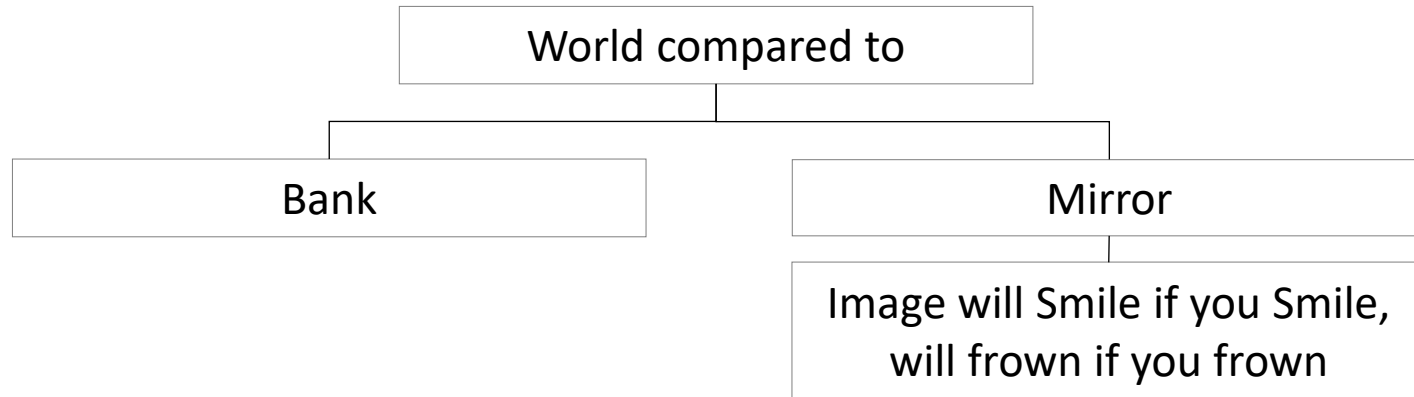 World compared to
Bank
Mirror
Image will Smile if you Smile,
will frown if you frown